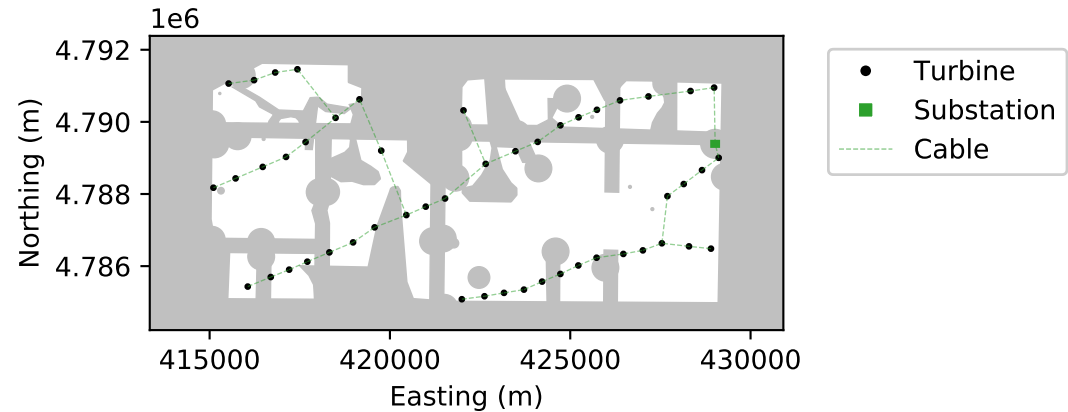 1e6
4.792
4.790
4.788
4.786
Northing (m)
415000 420000 425000 430000
Easting (m)
Turbine
Substation
Cable